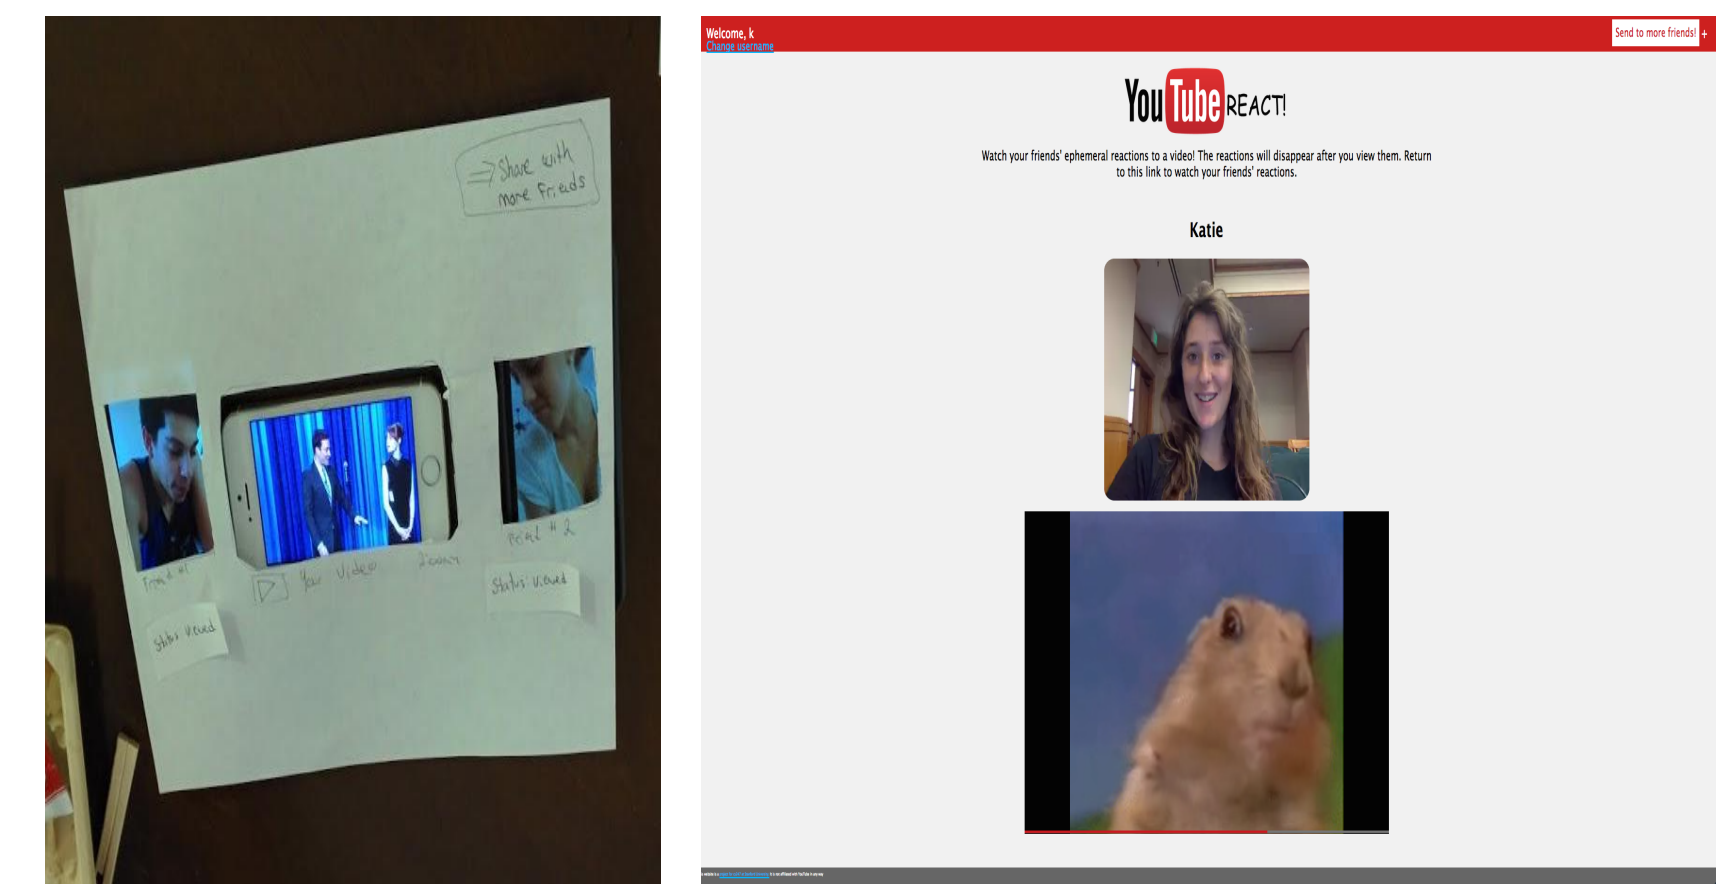 Share with
more friends
Friend #1
Your Video
Friend # 2
Status: Viewed
Status: Viewed
Welcome, k
Change username
Send to more friends! +
YouTube REACT!
Watch your friends' ephemeral reactions to a video! The reactions will disappear after you view them. Return
to this link to watch your friends' reactions.
Katie